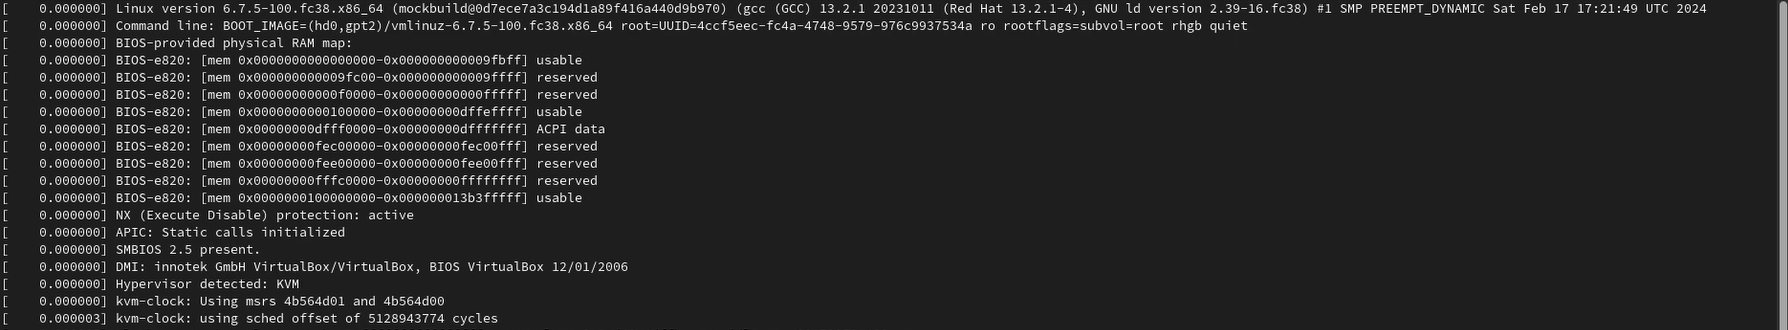 [    0.000000] Linux version 6.7.5-100.fc38.x86_64 (mockbuild@0d7ece7a3c194d1a89f416a440d9b970) (gcc (GCC) 13.2.1 20231011 (Red Hat 13.2.1-4), GNU ld version 2.39-16.fc38) #1 SMP PREEMPT_DYNAMIC Sat Feb 17 17:21:49 UTC 2024
[    0.000000] Command line: BOOT_IMAGE=(hd0,gpt2)/vmlinuz-6.7.5-100.fc38.x86_64 root=UUID=4ccf5eec-fc4a-4748-9579-976c9937534a ro rootflags=subvol=root rhgb quiet
[    0.000000] BIOS-provided physical RAM map:
[    0.000000] BIOS-e820: [mem 0x0000000000000000-0x000000000009fbff] usable
[    0.000000] BIOS-e820: [mem 0x000000000009fc00-0x000000000009ffff] reserved
[    0.000000] BIOS-e820: [mem 0x00000000000f0000-0x00000000000fffff] reserved
[    0.000000] BIOS-e820: [mem 0x0000000000100000-0x00000000dffeffff] usable
[    0.000000] BIOS-e820: [mem 0x00000000dfff0000-0x00000000dfffffff] ACPI data
[    0.000000] BIOS-e820: [mem 0x00000000fec00000-0x00000000fec00fff] reserved
[    0.000000] BIOS-e820: [mem 0x00000000fee00000-0x00000000fee00fff] reserved
[    0.000000] BIOS-e820: [mem 0x00000000fffc0000-0x00000000ffffffff] reserved
[    0.000000] BIOS-e820: [mem 0x0000000100000000-0x000000013b3fffff] usable
[    0.000000] NX (Execute Disable) protection: active
[    0.000000] APIC: Static calls initialized
[    0.000000] SMBIOS 2.5 present.
[    0.000000] DMI: innotek GmbH VirtualBox/VirtualBox, BIOS VirtualBox 12/01/2006
[    0.000000] Hypervisor detected: KVM
[    0.000000] kvm-clock: Using msrs 4b564d01 and 4b564d00
[    0.000003] kvm-clock: using sched offset of 5128943774 cycles